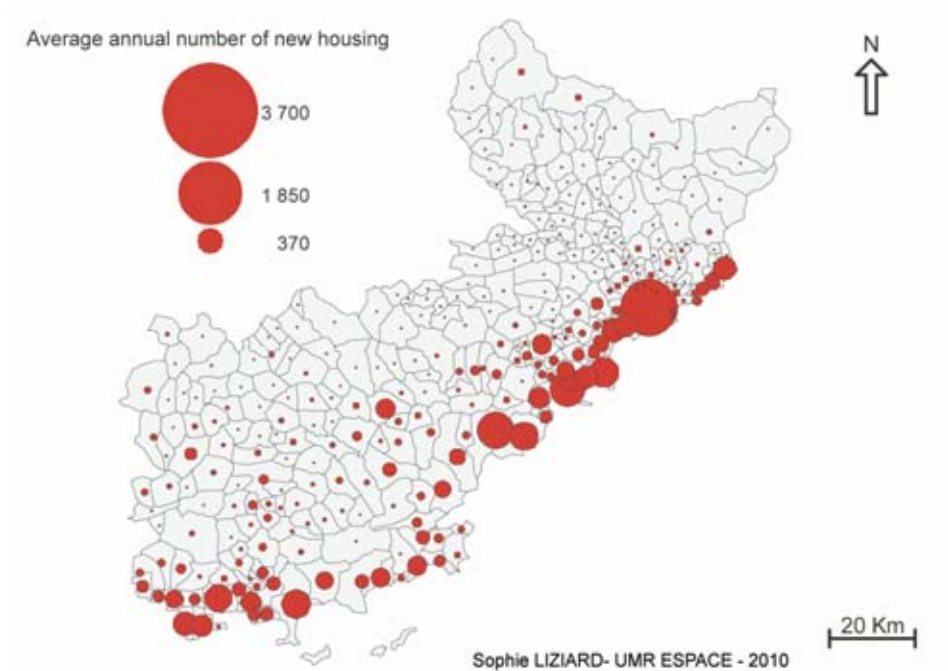 Average annual number of new housing
N
3 700
1 850
370
20 Km
Sophie LIZIARD- UMR ESPACE - 2010